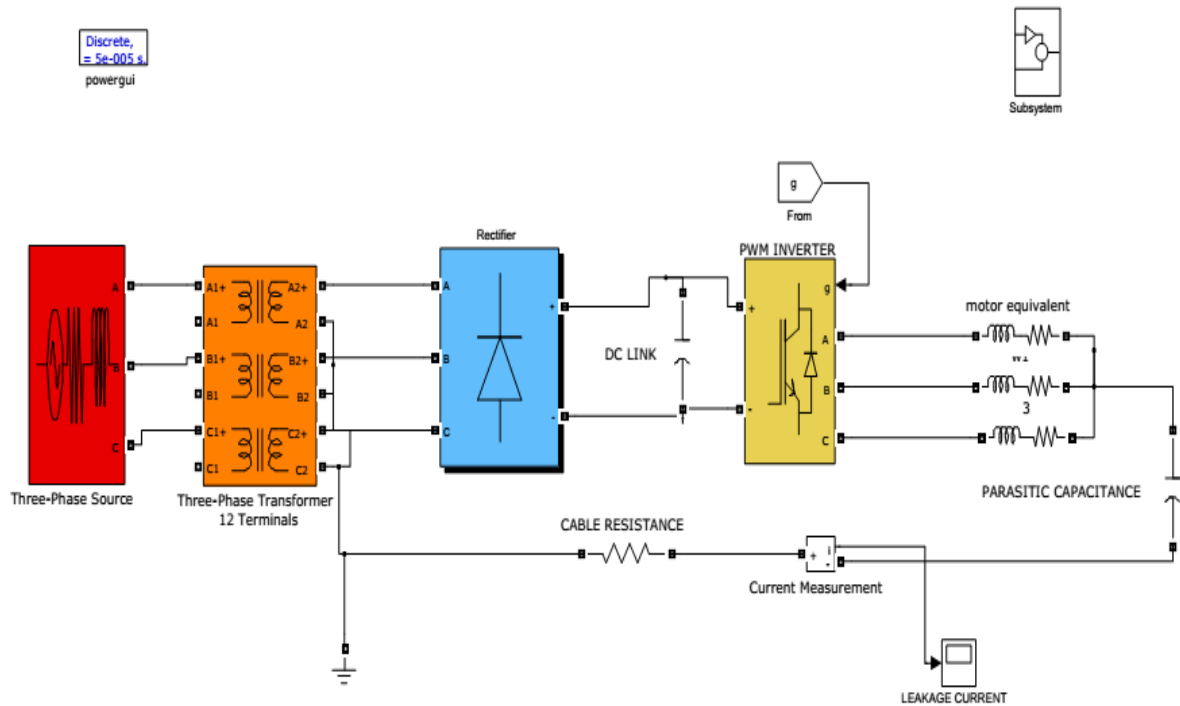 Discrete,
= 5e-005 s.
powergui
Subsystem
g
From
Rectifier
PWM INVERTER
A
A1+
A2+
A
g
+
+
motor equivalent
A1
A2
A
DC LINK
B
B1+
B2+
B
B1
B2
B
3
-
-
C
C1+
C2+
C
C
C1
C2
Three-Phase Source
Three-Phase Transformer
12 Terminals
PARASITIC CAPACITANCE
CABLE RESISTANCE
+
i
-
Current Measurement
LEAKAGE CURRENT